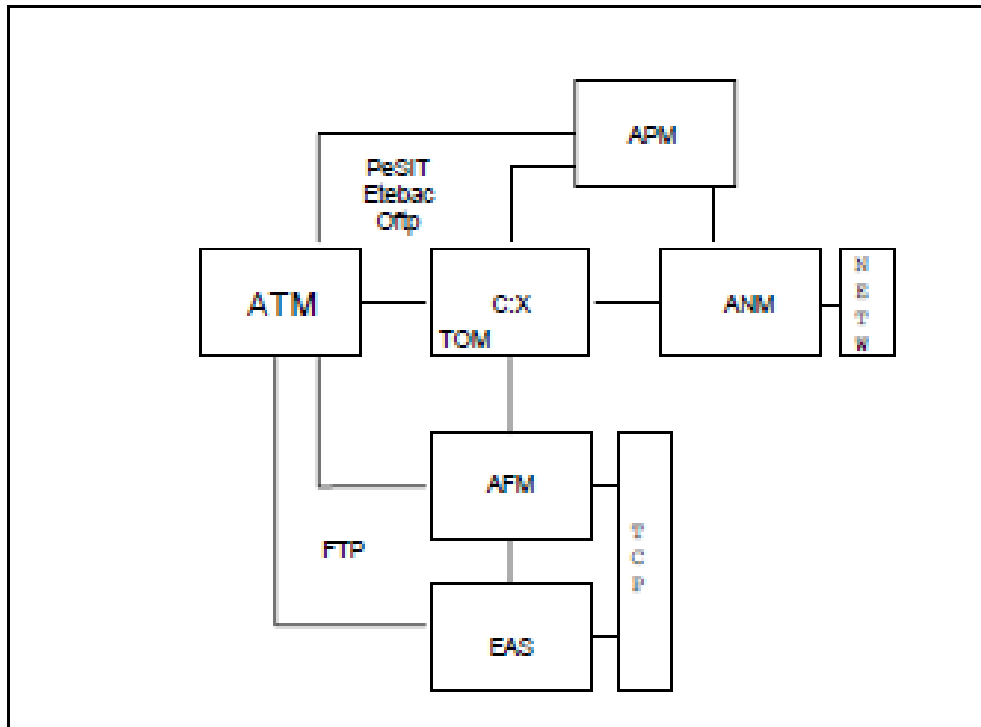 APM
PeSIT
Etebac
Oftp
ATM
C:X
TOM
ANM
N
E
T
W
AFM
FTP
T
C
P
EAS